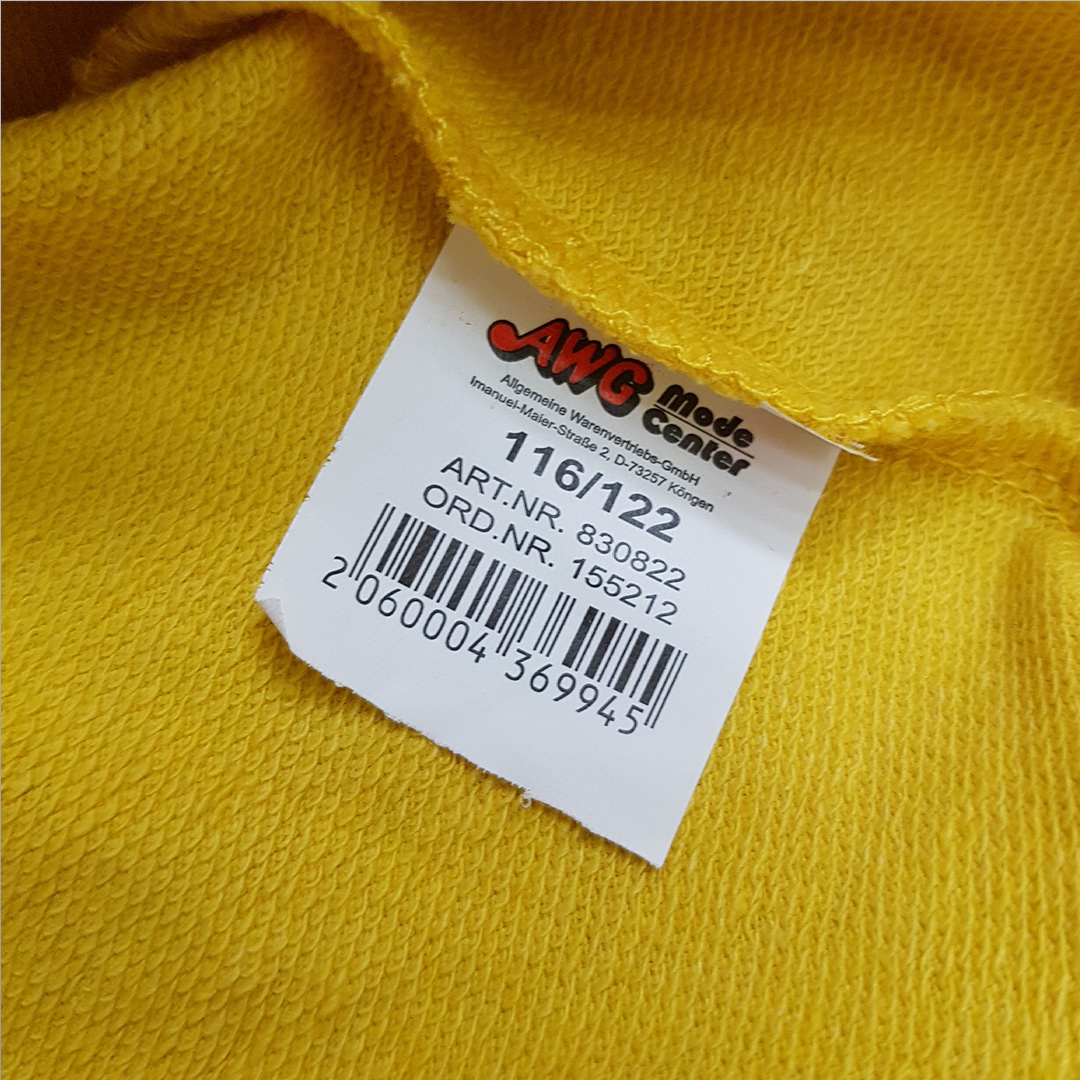 AWG Mode
Center
Allgemeine Warenvertriebs-GmbH
Imanuel-Maier-Straße 2, D-73257 Köngen
116/122
ART.NR. 830822
ORD.NR. 155212
2 060004 369945